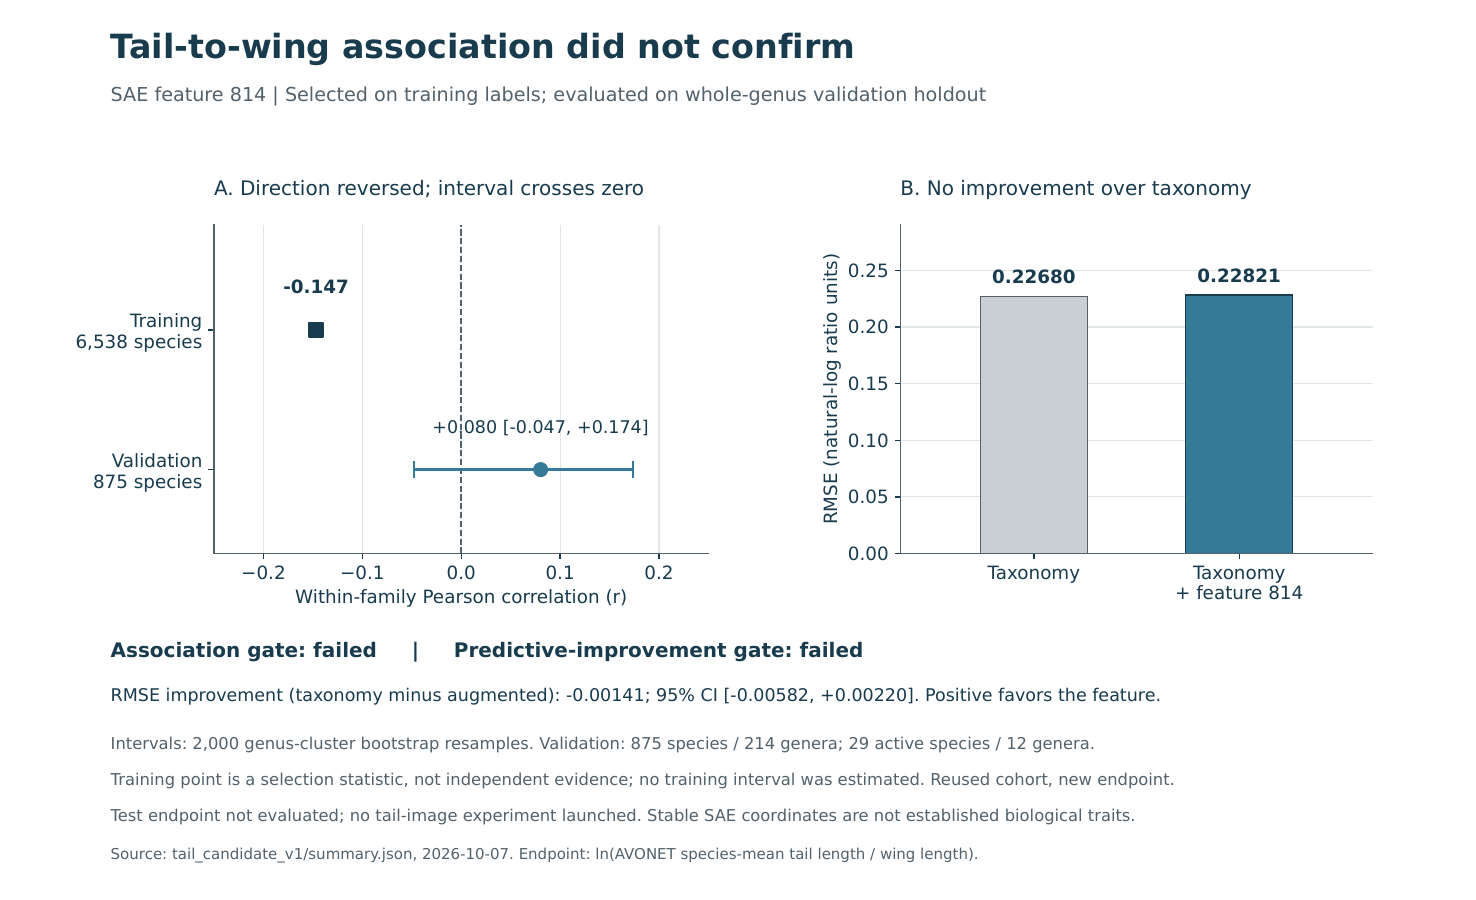 Tail-to-wing association did not confirm
SAE feature 814 | Selected on training labels; evaluated on whole-genus validation holdout
A. Direction reversed; interval crosses zero
-0.147
Training
6,538 species
+0.080 [-0.047, +0.174]
Validation
875 species
−0.2 −0.1 0.0 0.1 0.2
Within-family Pearson correlation (r)
B. No improvement over taxonomy
RMSE (natural-log ratio units)
0.25
0.20
0.15
0.10
0.05
0.00
0.22680
0.22821
Taxonomy
Taxonomy
+ feature 814
Association gate: failed | Predictive-improvement gate: failed
RMSE improvement (taxonomy minus augmented): -0.00141; 95% CI [-0.00582, +0.00220]. Positive favors the feature.
Intervals: 2,000 genus-cluster bootstrap resamples. Validation: 875 species / 214 genera; 29 active species / 12 genera.
Training point is a selection statistic, not independent evidence; no training interval was estimated. Reused cohort, new endpoint.
Test endpoint not evaluated; no tail-image experiment launched. Stable SAE coordinates are not established biological traits.
Source: tail_candidate_v1/summary.json, 2026-10-07. Endpoint: ln(AVONET species-mean tail length / wing length).